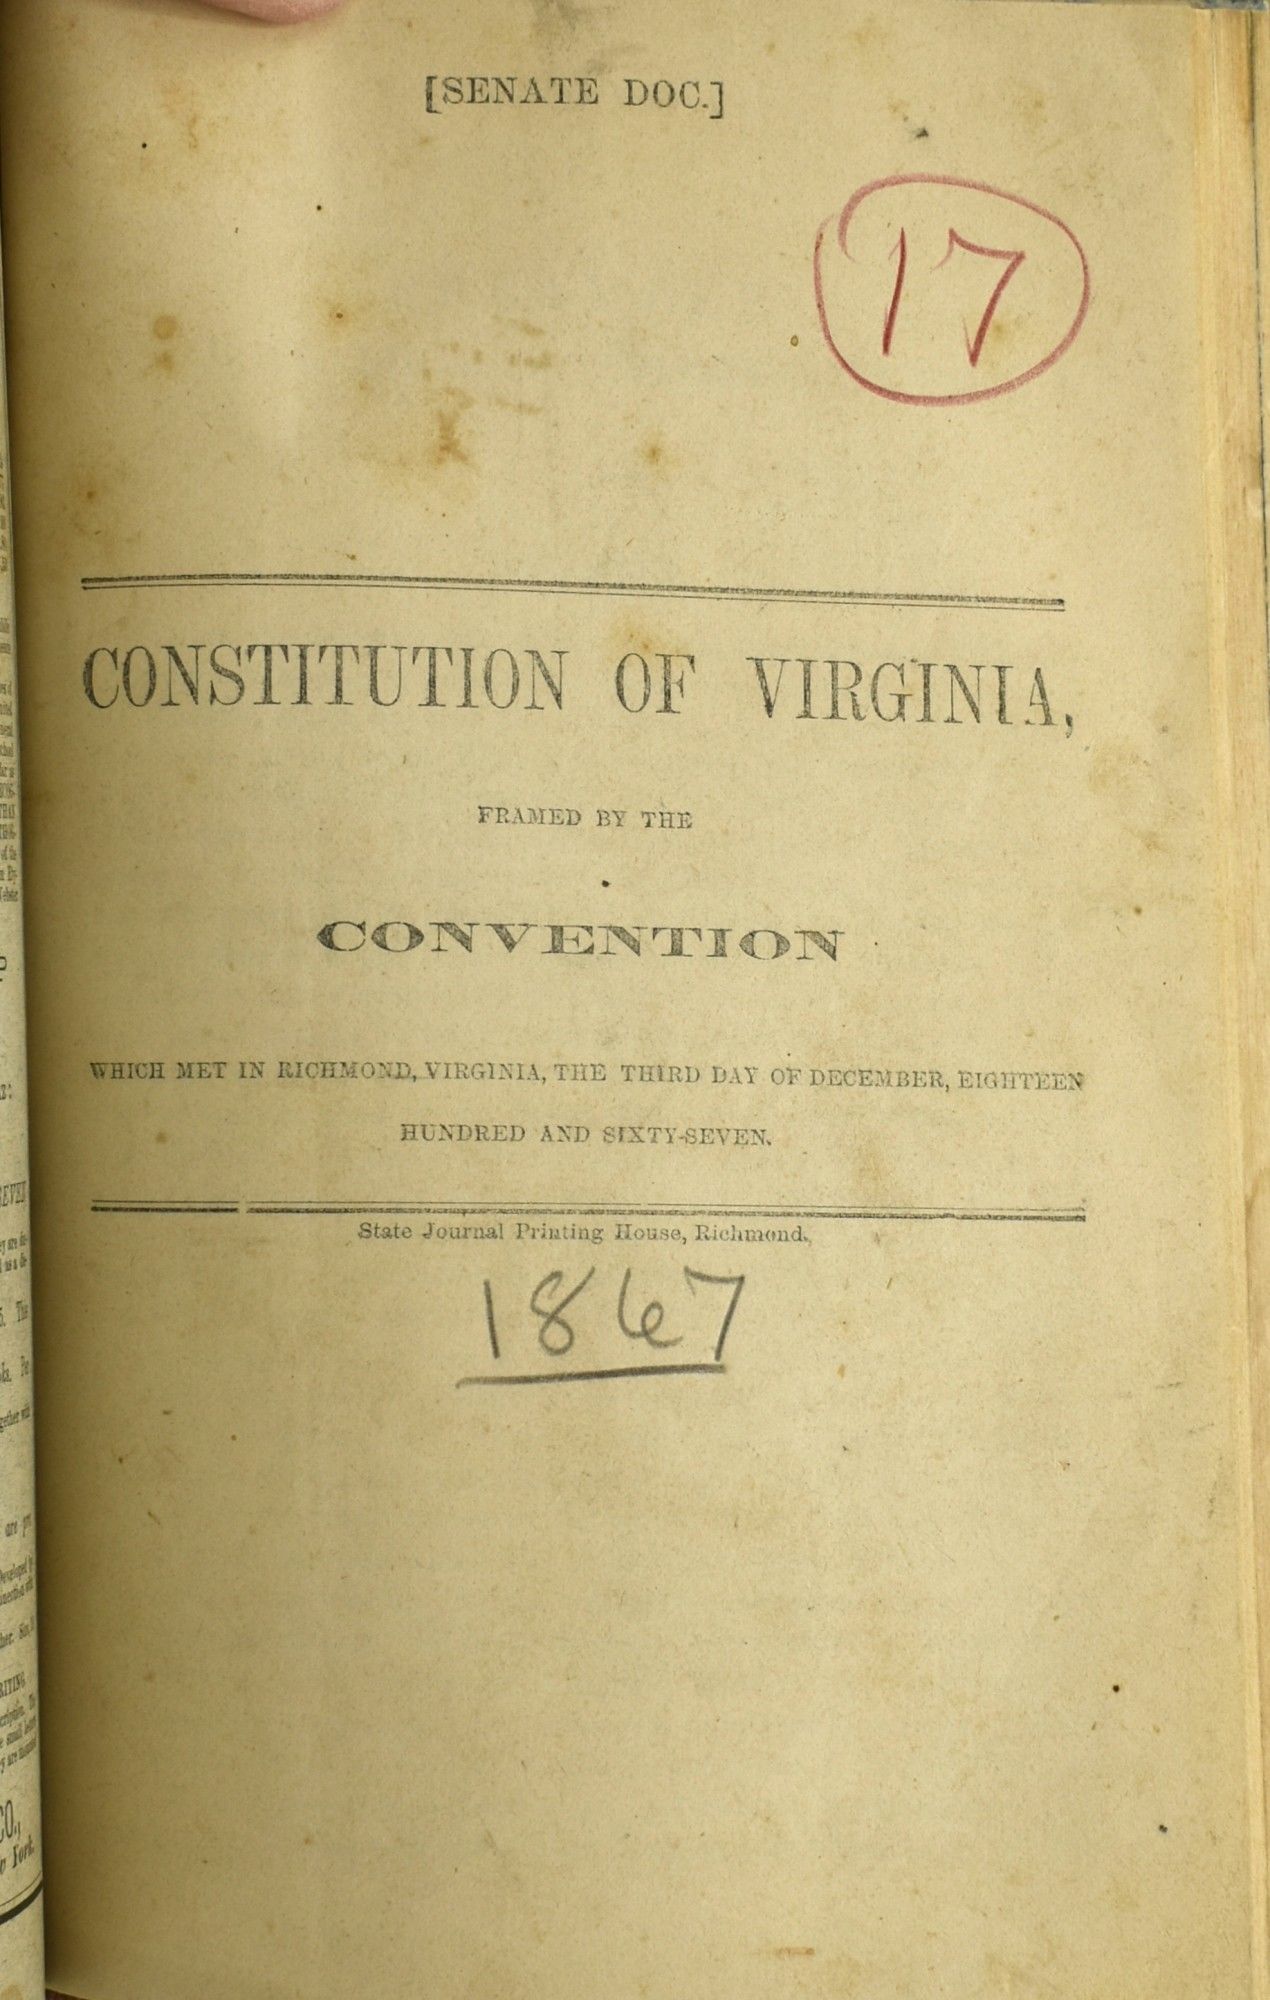 [SENATE DOC.]
17
CONSTITUTION OF VIRGINIA,
FRAMED BY THE
CONVENTION
WHICH MET IN RICHMOND, VIRGINIA, THE THIRD DAY OF DECEMBER, EIGHTEEN
HUNDRED AND SIXTY-SEVEN.
State Journal Printing House, Richmond.
1867